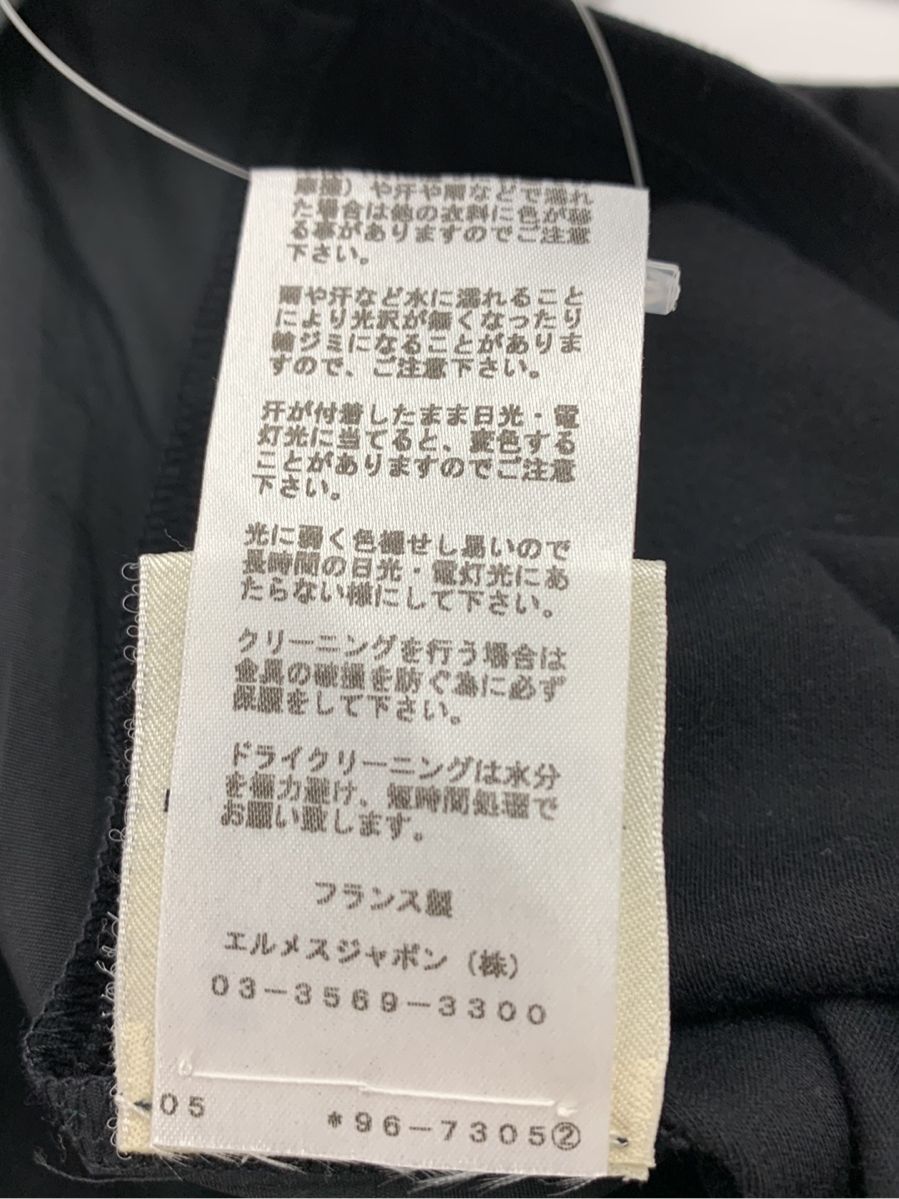 摩擦）や汗や雨などで濡れ
た場合は他の衣料に色が移
る事がありますのでご注意
下さい。
雨や汗など水に濡れること
により光沢が無くなったり
輪ジミになることがありま
すので、ご注意下さい。
汗が付着したまま日光・電
灯光に当てると、変色する
ことがありますのでご注意
下さい。
光に弱く色褪せし易いので
長時間の日光・電灯光にあ
たらない様にして下さい。
クリーニングを行う場合は
金具の破損を防ぐ為に必ず
保護をして下さい。
ドライクリーニングは水分
を極力避け、短時間処理で
お願い致します。
フランス製
エルメスジャポン（株）
03-3569-3300
05 *96-7305②